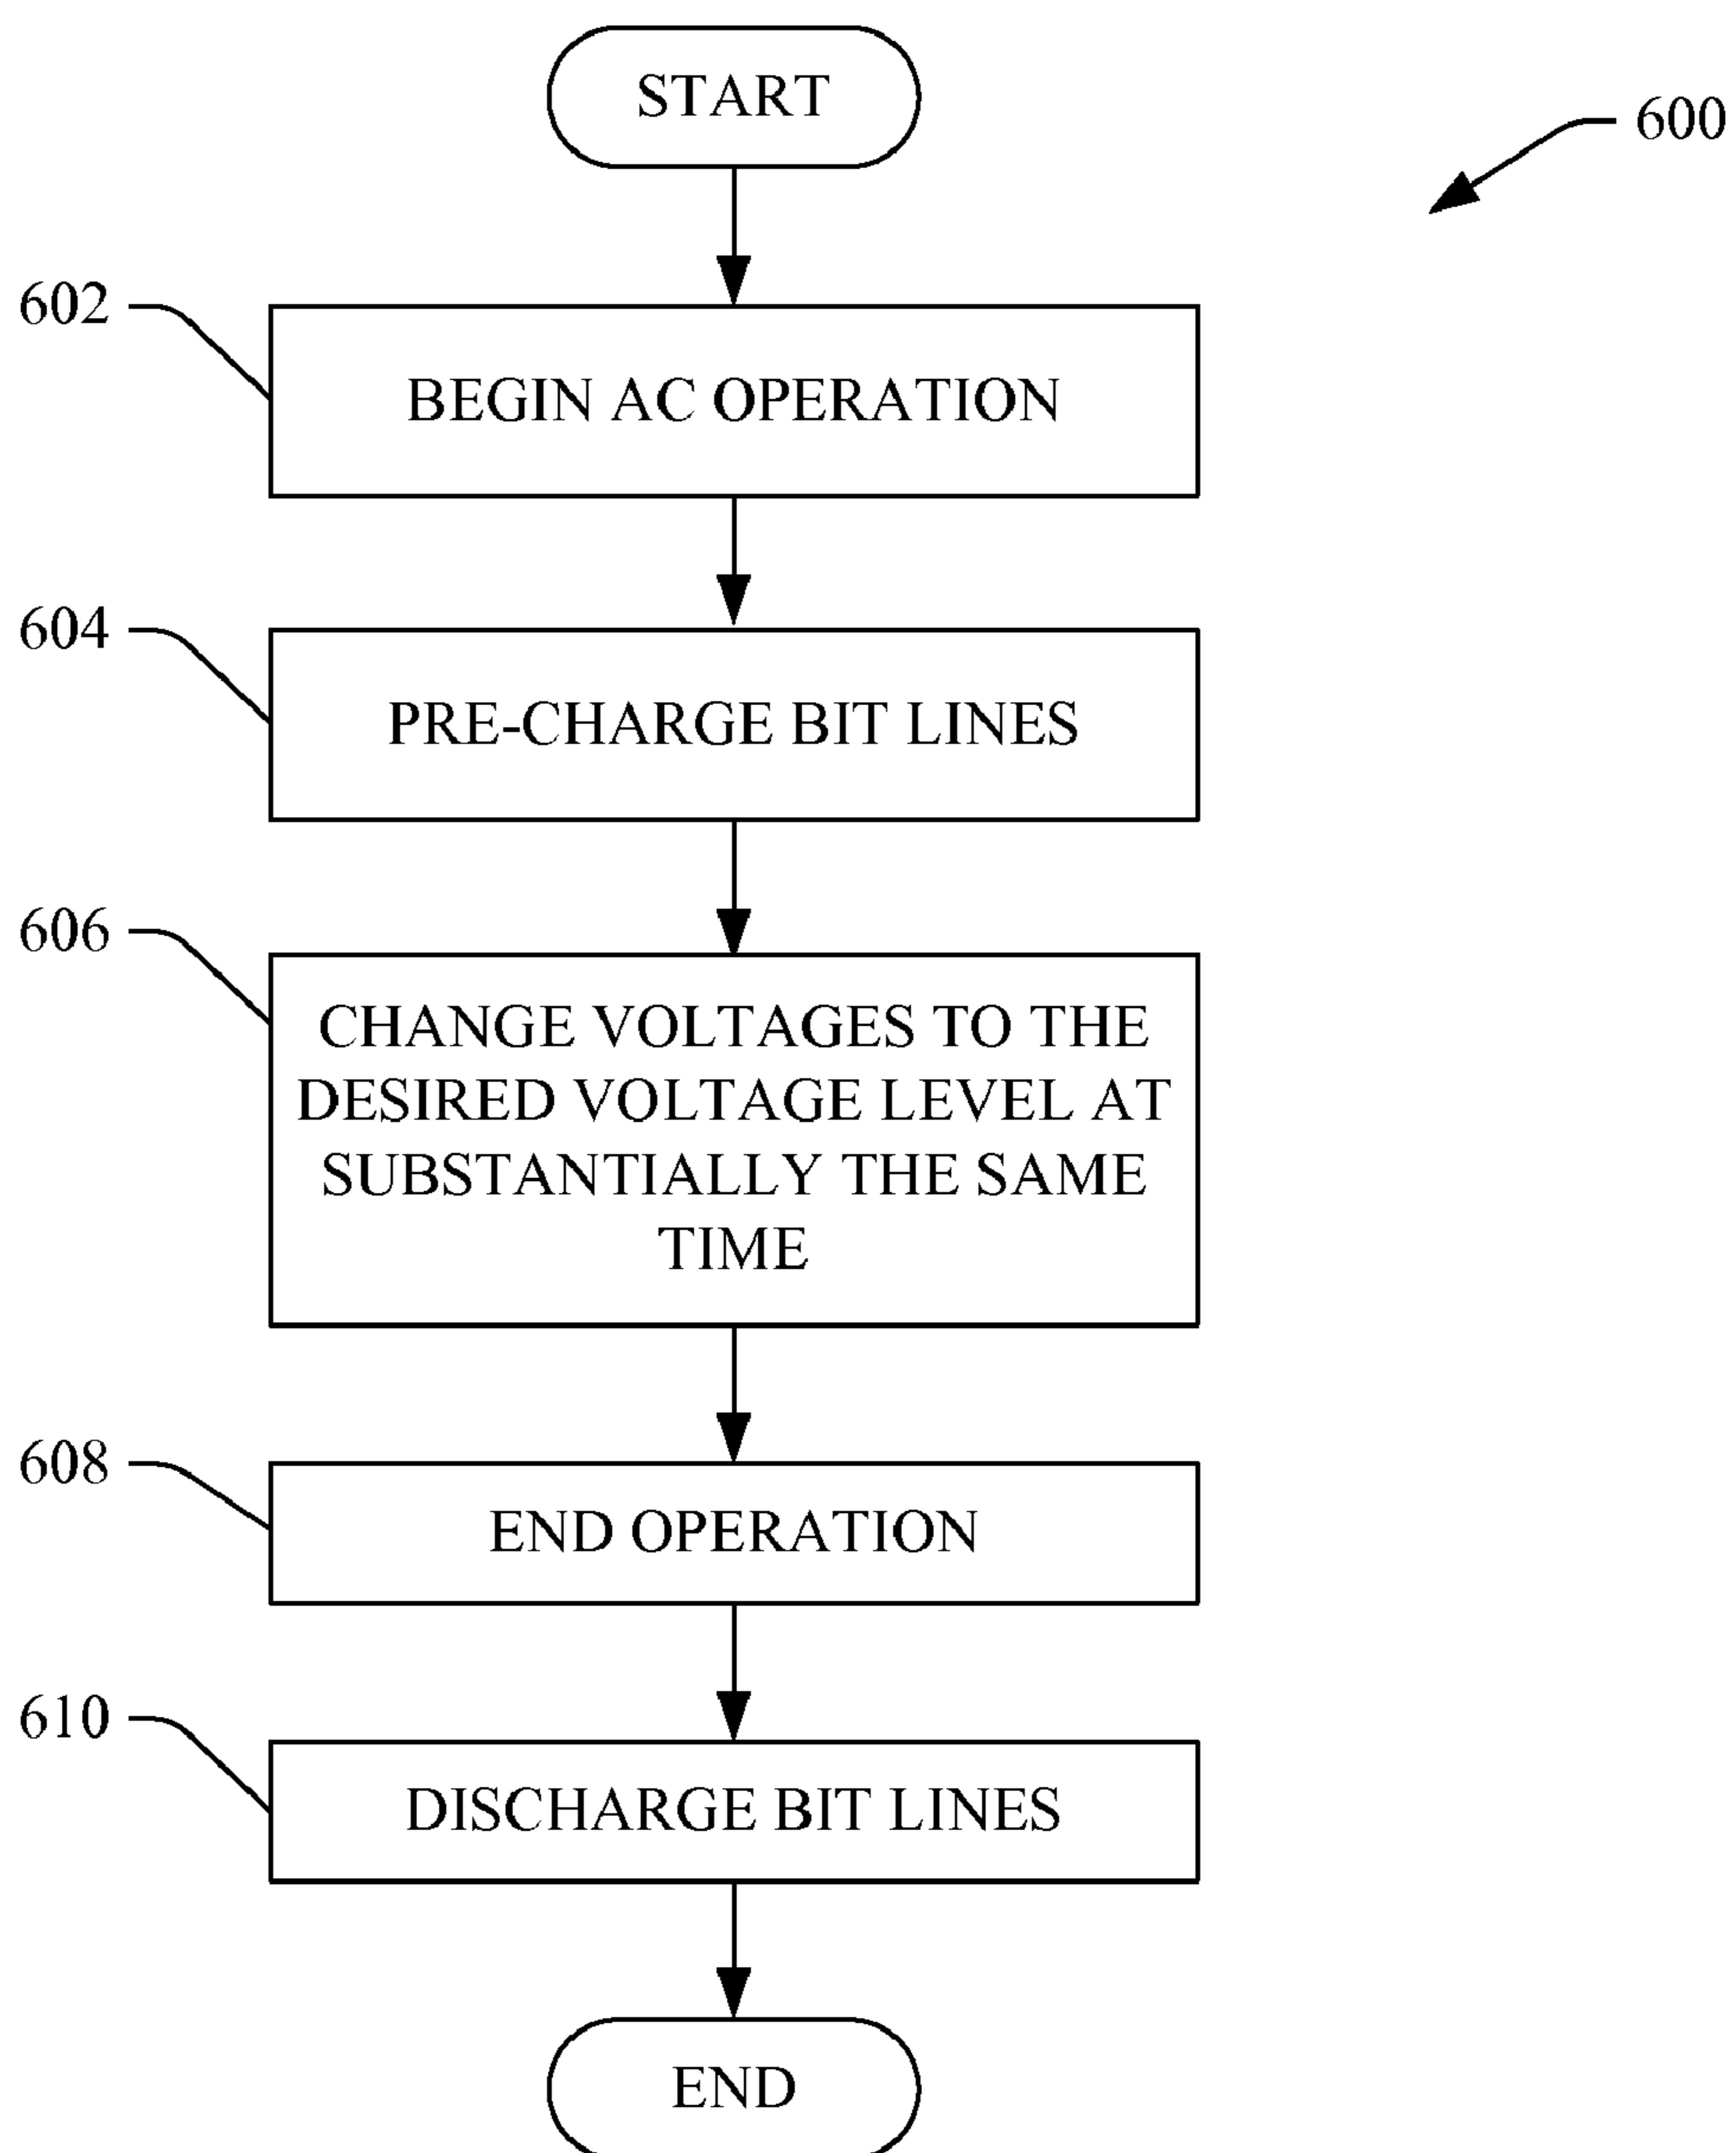 START
600
602
BEGIN AC OPERATION
604
PRE-CHARGE BIT LINES
606
CHANGE VOLTAGES TO THE
DESIRED VOLTAGE LEVEL AT
SUBSTANTIALLY THE SAME
TIME
608
END OPERATION
610
DISCHARGE BIT LINES
END